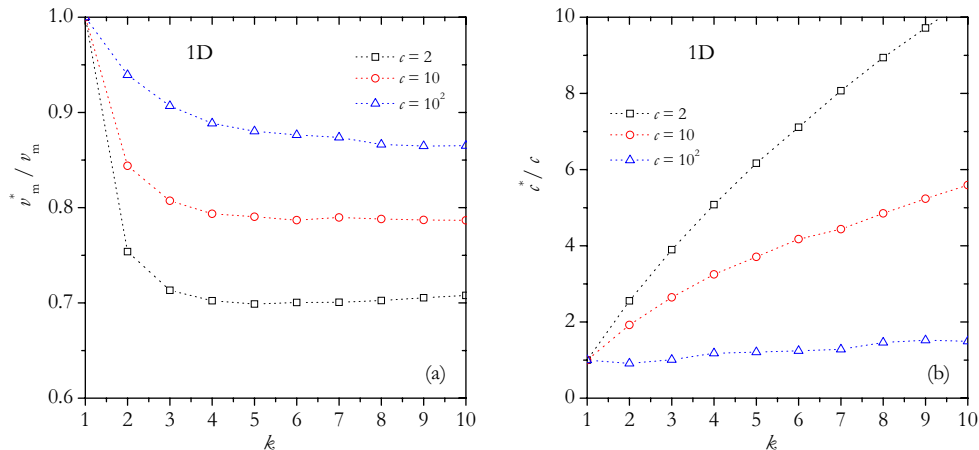 1D
c = 2
c = 10
c = 10²
1.0
0.9
0.8
0.7
0.6
v*m / vm
1 2 3 4 5 6 7 8 9 10
k
(a)
1D
c = 2
c = 10
c = 10²
10
8
6
4
2
0
c* / c
1 2 3 4 5 6 7 8 9 10
k
(b)